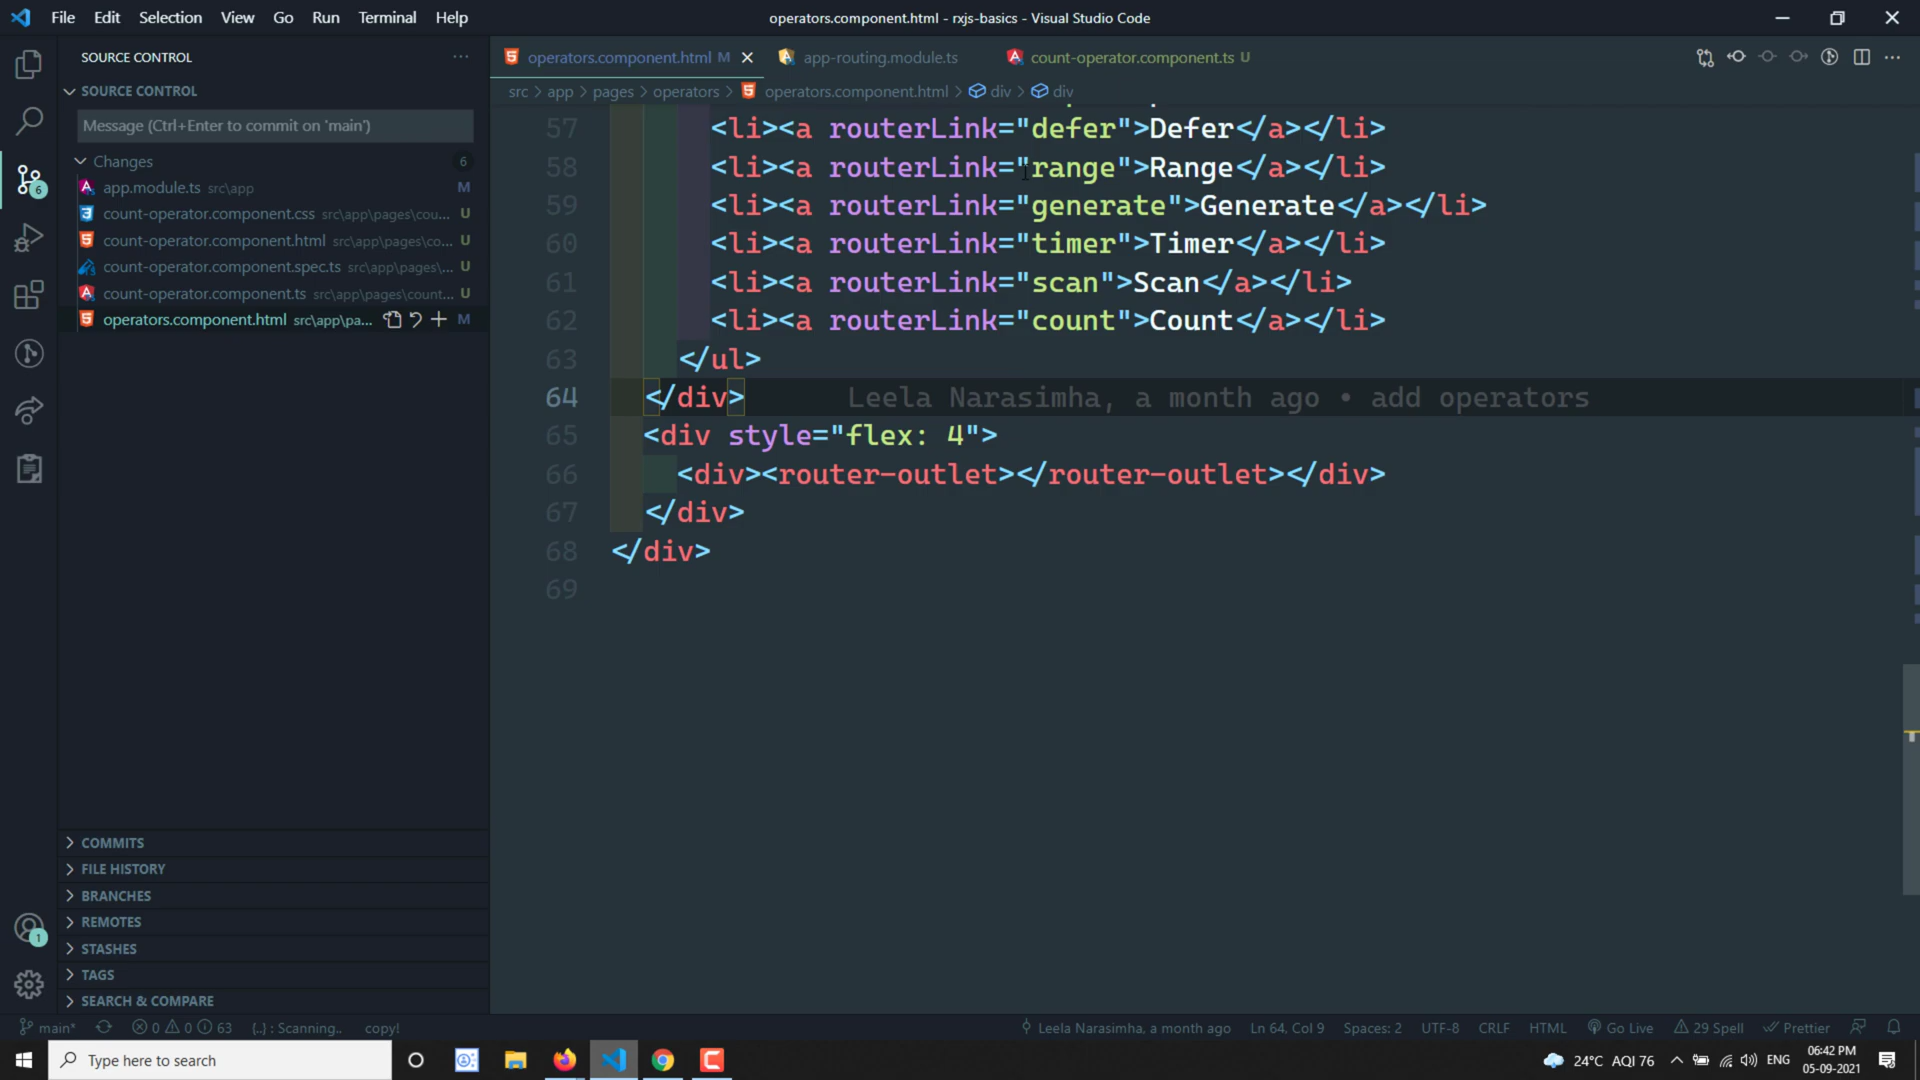 File Edit Selection View Go Run Terminal Help
operators.component.html - rxjs-basics - Visual Studio Code
SOURCE CONTROL
SOURCE CONTROL
Message (Ctrl+Enter to commit on 'main')
Changes 6
app.module.ts src\app M
count-operator.component.css src\app\pages\cou... U
count-operator.component.html src\app\pages\co... U
count-operator.component.spec.ts src\app\pages\... U
count-operator.component.ts src\app\pages\count... U
operators.component.html src\app\pa... M
6
1
COMMITS
FILE HISTORY
BRANCHES
REMOTES
STASHES
TAGS
SEARCH & COMPARE
operators.component.html M app-routing.module.ts count-operator.component.ts U
src > app > pages > operators > operators.component.html > div > div
57 <li><a routerLink="defer">Defer</a></li>
58 <li><a routerLink="range">Range</a></li>
59 <li><a routerLink="generate">Generate</a></li>
60 <li><a routerLink="timer">Timer</a></li>
61 <li><a routerLink="scan">Scan</a></li>
62 <li><a routerLink="count">Count</a></li>
63 </ul>
64 </div> Leela Narasimha, a month ago • add operators
65 <div style="flex: 4">
66 <div><router-outlet></router-outlet></div>
67 </div>
68 </div>
69
main* 0 0 63 {..} : Scanning.. copy! Leela Narasimha, a month ago Ln 64, Col 9 Spaces: 2 UTF-8 CRLF HTML Go Live 29 Spell Prettier
Type here to search
24°C AQI 76 ENG
06:42 PM
05-09-2021